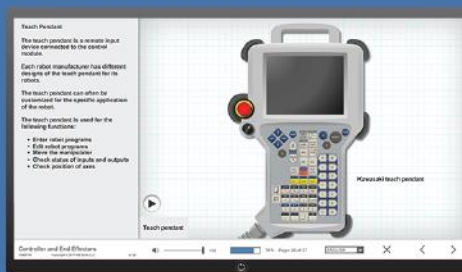 Teach Pendant
The teach pendant is a remote input
device connected to the control
module.
Each robot manufacturer has different
designs of the teach pendant for its
robots.
The teach pendant can often be
customized for the specific application
of the robot.
The teach pendant is used for the
following functions:
• Enter robot programs
• Edit robot programs
• Move the manipulator
• Check status of inputs and outputs
• Check position of axes
Kawasaki teach pendant
Teach pendant
Controller and End Effectors